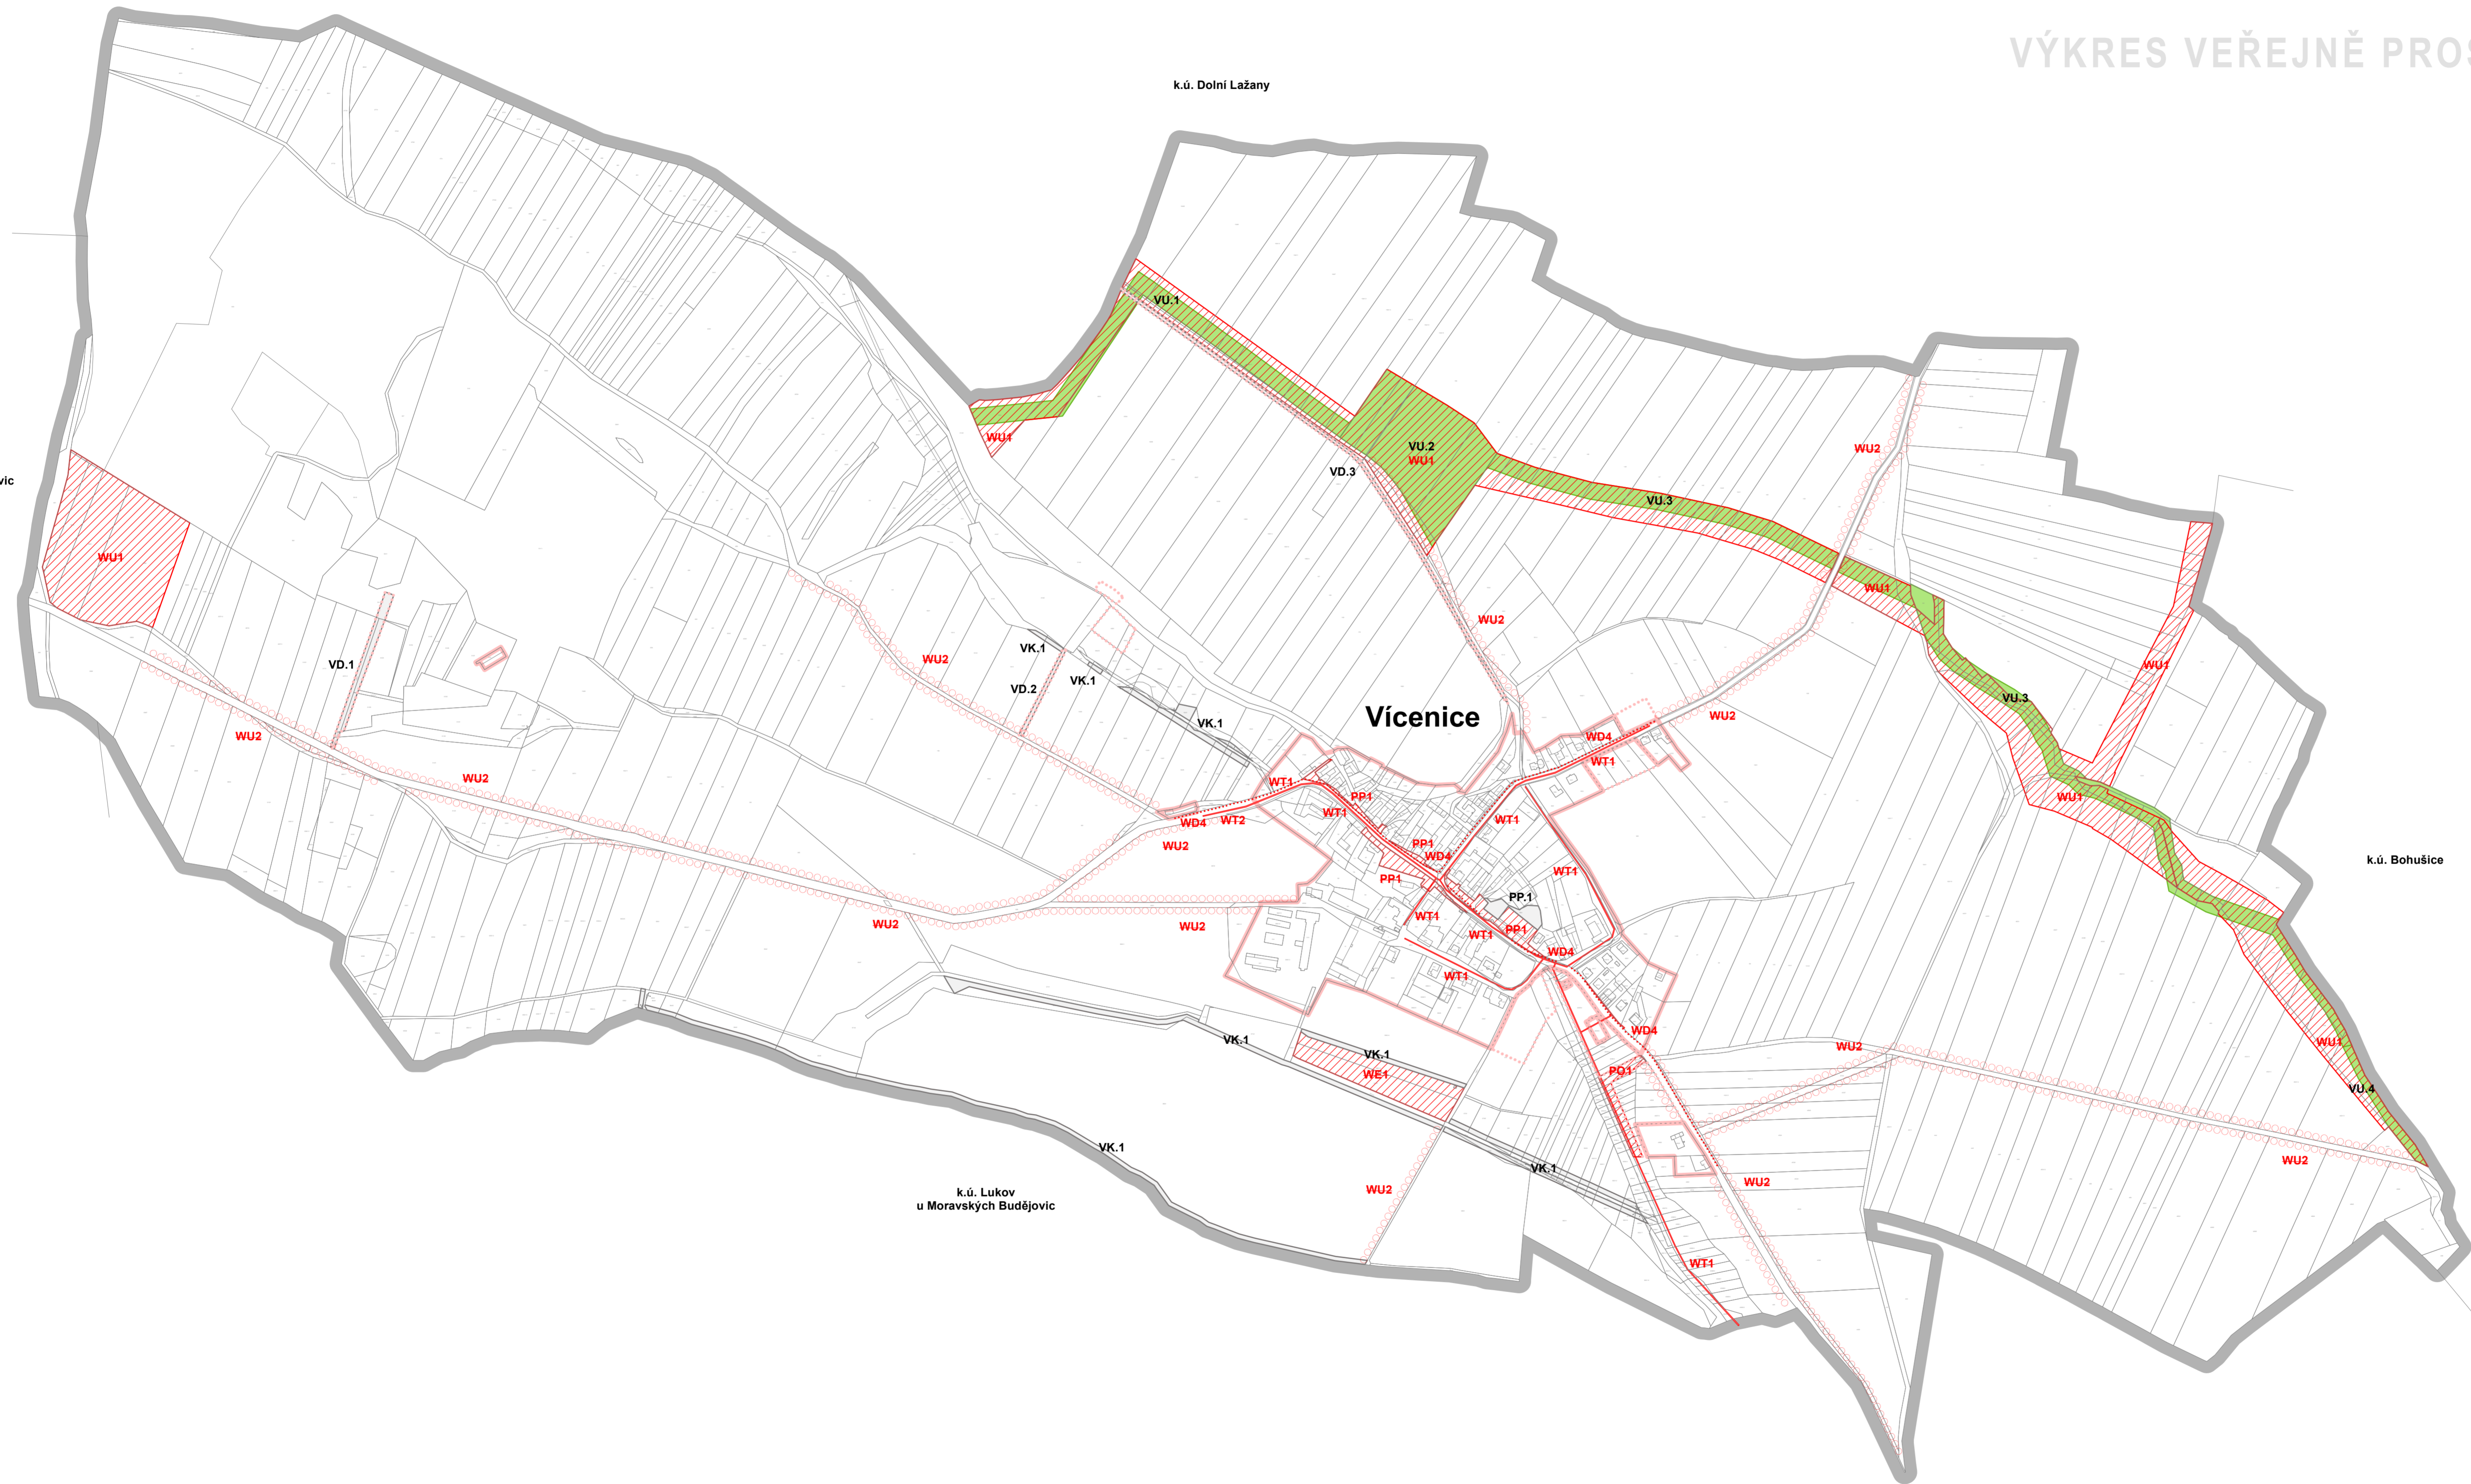 VÝKRES VEŘEJNĚ PROS
k.ú. Dolní Lažany
VU.1
WU1
VU.2
WU1
VD.3
VU.3
WU2
vic
WU1
WU1
WU2
VD.1
WU2
VK.1
VK.1
VD.2
WU1
VU.3
VK.1
Vícenice
WU2
WU2
WD4
WT1
WU2
WT1
PP1
WT1
WU1
WD4
WT2
WT1
WU2
PP1
WD4
k.ú. Bohušice
WT1
PP1
PP.1
WT1
WU2
WU2
PP1
WT1
WD4
WT1
WD4
VK.1
WU2
WU1
VK.1
WE1
PO1
VU.4
VK.1
WU2
VK.1
WU2
WU2
k.ú. Lukov
u Moravských Budějovic
WT1